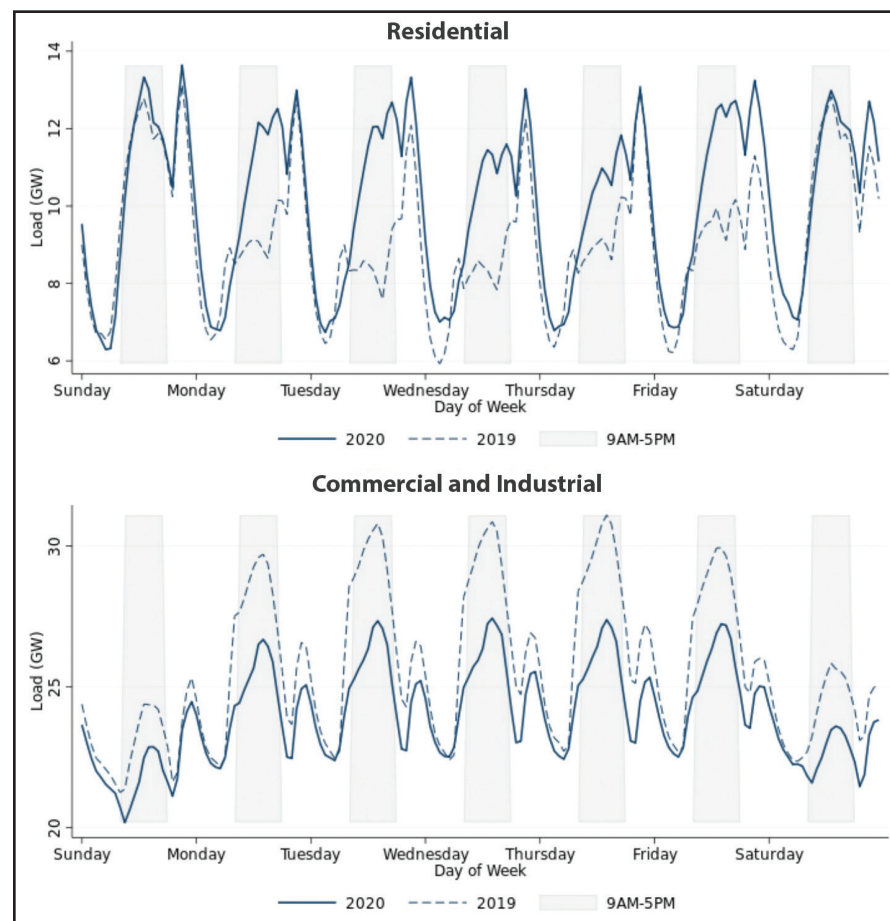 Residential
14
12
10
8
6
Load (GW)
Sunday Monday Tuesday Wednesday Thursday Friday Saturday
Day of Week
2020 2019 9AM-5PM
Commercial and Industrial
30
25
20
Load (GW)
Sunday Monday Tuesday Wednesday Thursday Friday Saturday
Day of Week
2020 2019 9AM-5PM